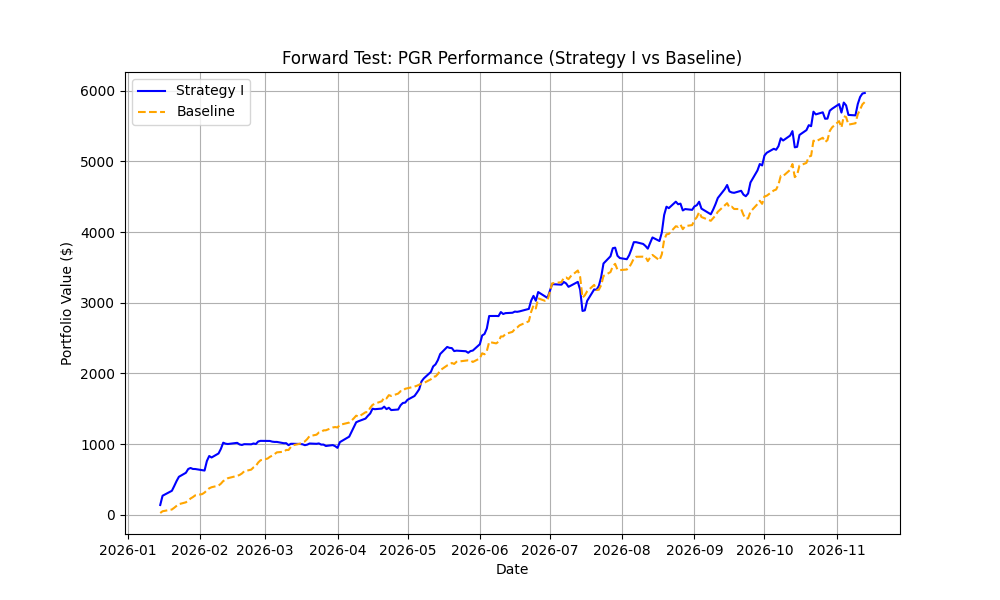 Forward Test: PGR Performance (Strategy I vs Baseline)
Strategy I
Baseline
6000
5000
4000
3000
2000
1000
0
Portfolio Value ($)
2026-01 2026-02 2026-03 2026-04 2026-05 2026-06 2026-07 2026-08 2026-09 2026-10 2026-11
Date